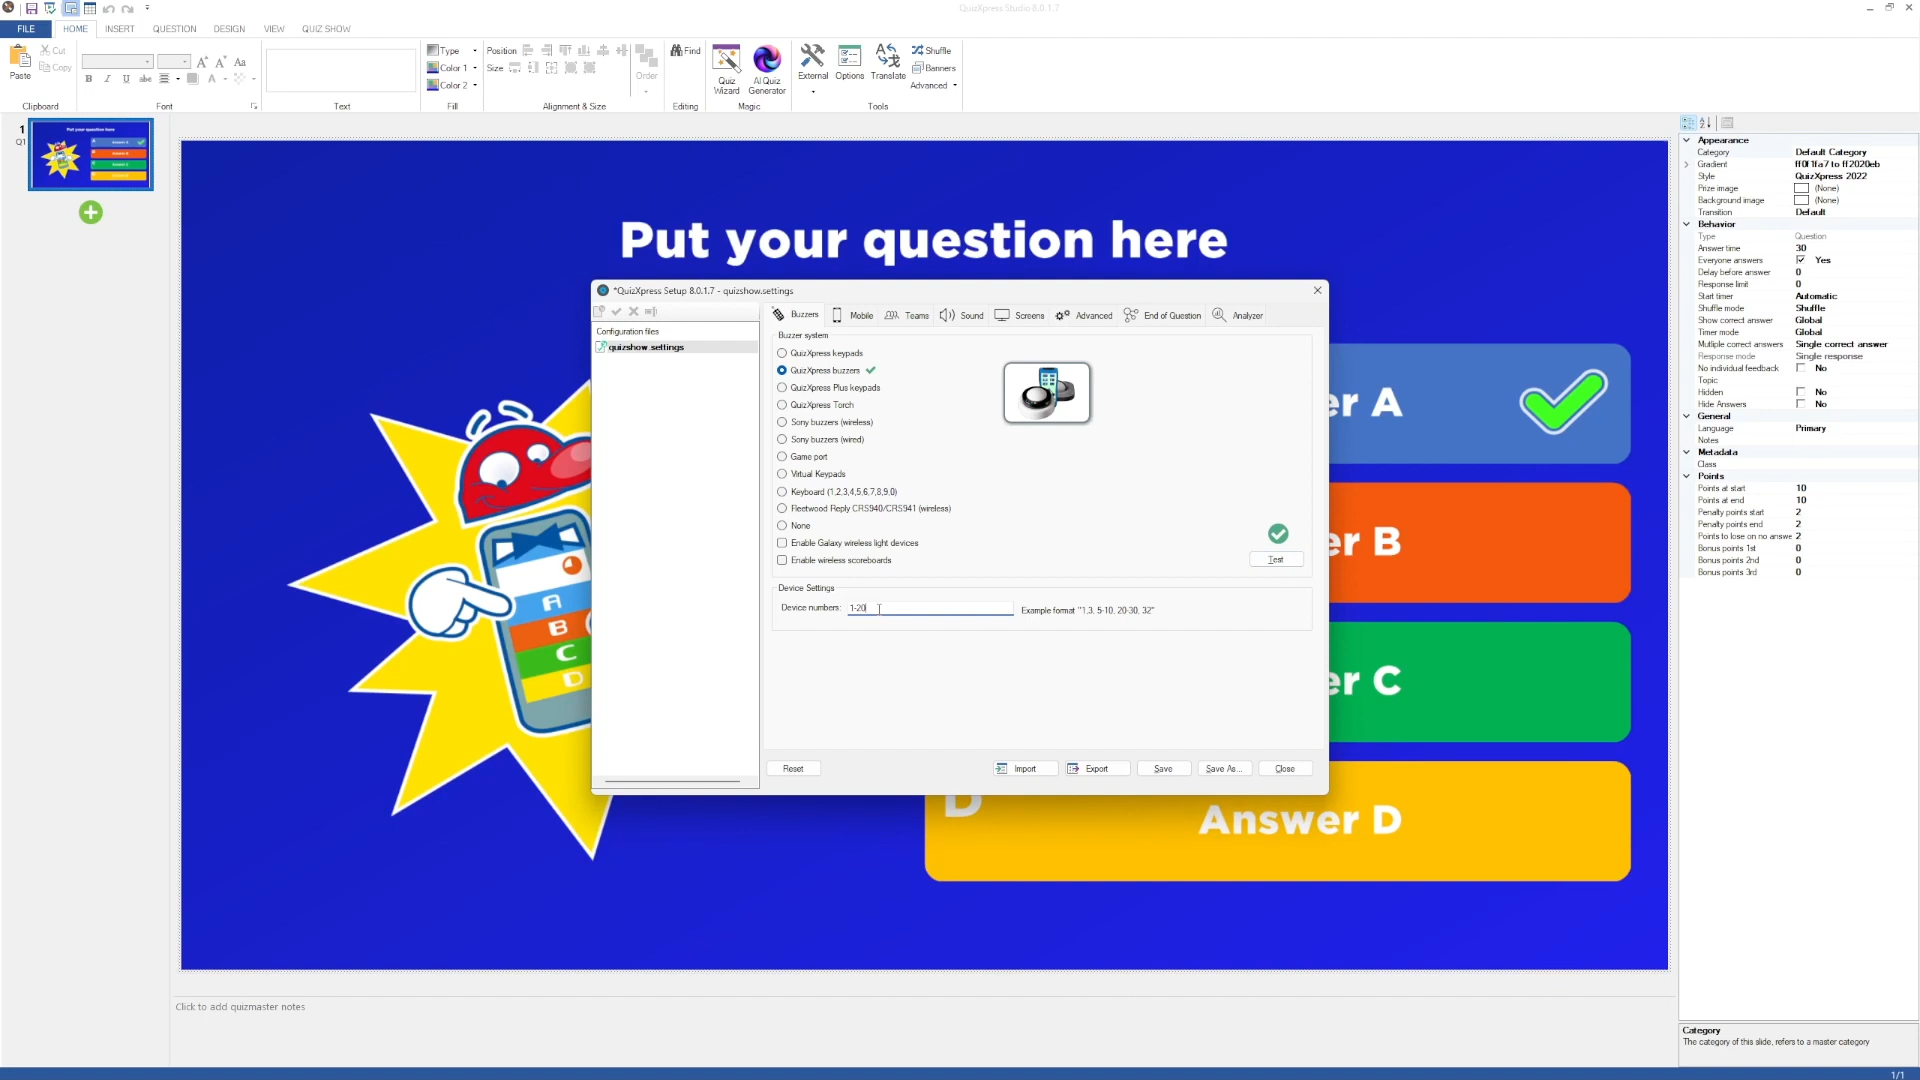 QuizXpress Studio 8.0.1.7
FILE
HOME
INSERT
QUESTION
DESIGN
VIEW
QUIZ SHOW
Paste
Cut
Copy
Clipboard
B I U abc
Aa
Font
Text
Type
Color 1
Color 2
Fill
Position
Size
Order
Alignment & Size
Find
Editing
Quiz Wizard
AI Quiz Generator
Magic
External
Options
Translate
Shuffle
Banners
Advanced
Tools
1
Q1
Put your question here
*QuizXpress Setup 8.0.1.7 - quizshow.settings
Configuration files
quizshow.settings
Buzzers
Mobile
Teams
Sound
Screens
Advanced
End of Question
Analyzer
Buzzer system
QuizXpress keypads
QuizXpress buzzers
QuizXpress Plus keypads
QuizXpress Torch
Sony buzzers (wireless)
Sony buzzers (wired)
Game port
Virtual Keypads
Keyboard (1,2,3,4,5,6,7,8,9,0)
Fleetwood Reply CRS940/CRS941 (wireless)
None
Enable Galaxy wireless light devices
Enable wireless scoreboards
Test
Device Settings
Device numbers: 1-20
Example format "1,3, 5-10, 20-30, 32"
Reset
Import
Export
Save
Save As...
Close
er A
er B
er C
D
Answer D
A
B
C
D
Click to add quizmaster notes
Appearance
Category Default Category
Gradient ff0f1fa7 to ff2020eb
Style QuizXpress 2022
Prize image (None)
Background image (None)
Transition Default
Behavior
Type Question
Answer time 30
Everyone answers Yes
Delay before answer 0
Response limit 0
Start timer Automatic
Shuffle mode Shuffle
Show correct answer Global
Timer mode Global
Mutliple correct answers Single correct answer
Response mode Single response
No individual feedback No
Topic
Hidden No
Hide Answers No
General
Language Primary
Notes
Metadata
Class
Points
Points at start 10
Points at end 10
Penalty points start 2
Penalty points end 2
Points to lose on no answe 2
Bonus points 1st 0
Bonus points 2nd 0
Bonus points 3rd 0
Category
The category of this slide, refers to a master category
1/1